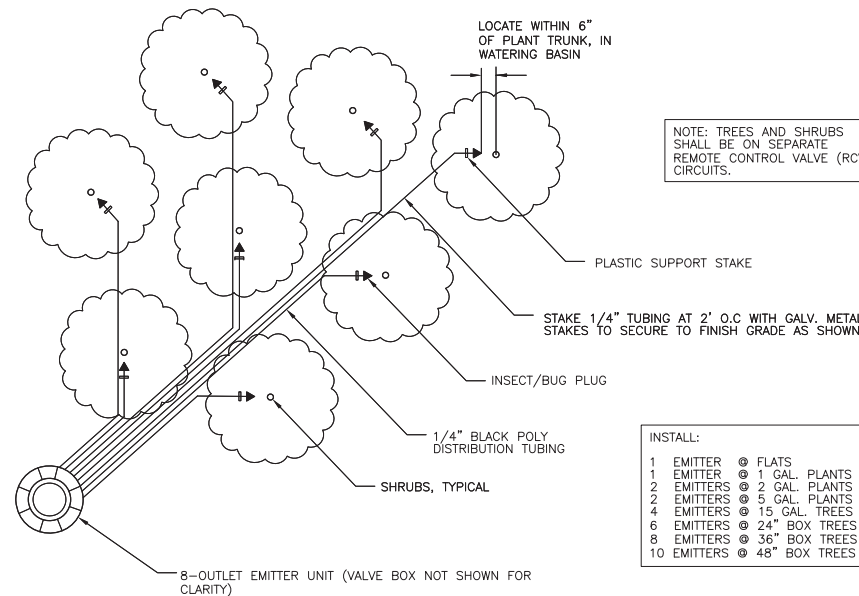 LOCATE WITHIN 6"
OF PLANT TRUNK, IN
WATERING BASIN
NOTE: TREES AND SHRUBS
SHALL BE ON SEPARATE
REMOTE CONTROL VALVE (RCV
CIRCUITS.
PLASTIC SUPPORT STAKE
STAKE 1/4" TUBING AT 2' O.C WITH GALV. METAL
STAKES TO SECURE TO FINISH GRADE AS SHOWN
INSECT/BUG PLUG
1/4" BLACK POLY
DISTRIBUTION TUBING
SHRUBS, TYPICAL
8-OUTLET EMITTER UNIT (VALVE BOX NOT SHOWN FOR
CLARITY)
INSTALL:
1 EMITTER @ FLATS
1 EMITTER @ 1 GAL. PLANTS
2 EMITTERS @ 2 GAL. PLANTS
2 EMITTERS @ 5 GAL. PLANTS
4 EMITTERS @ 15 GAL. TREES
6 EMITTERS @ 24" BOX TREES
8 EMITTERS @ 36" BOX TREES
10 EMITTERS @ 48" BOX TREES